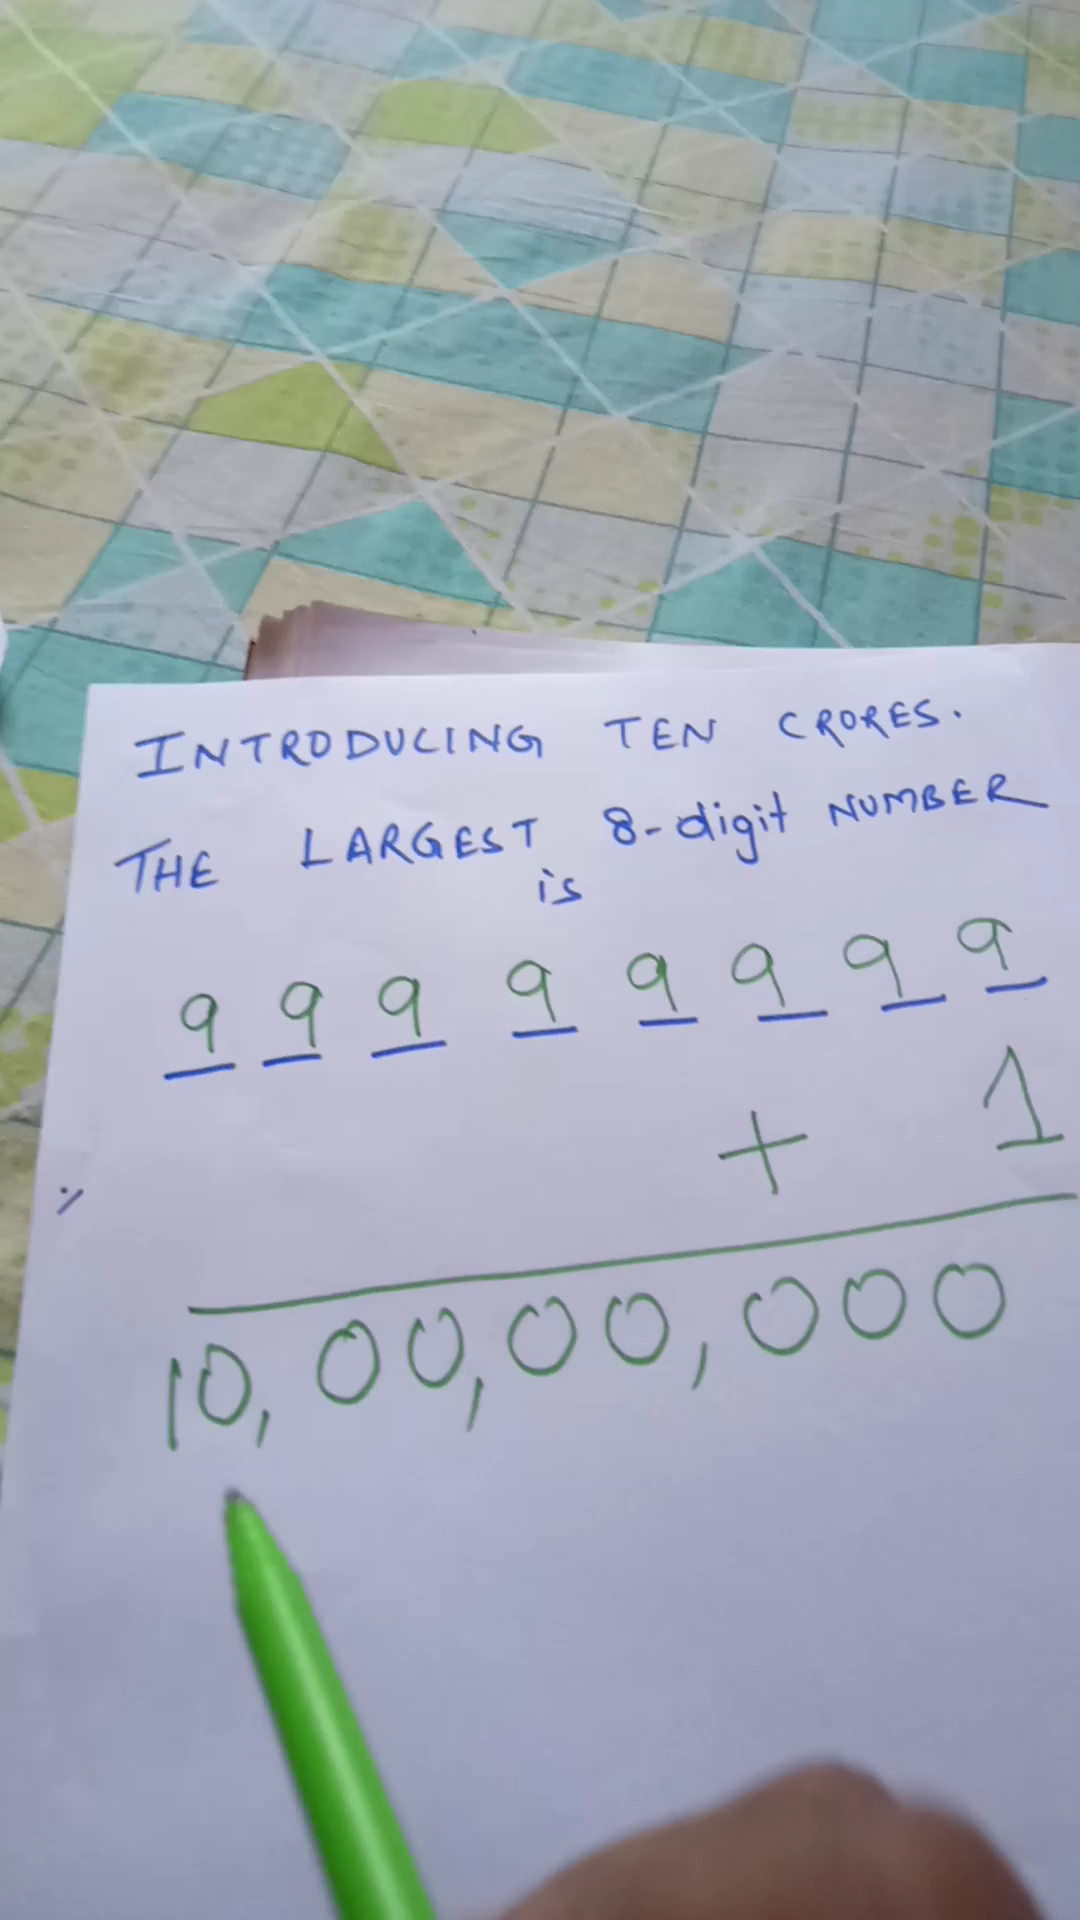 INTRODUCING TEN CRORES.
THE LARGEST 8-digit NUMBER
is
9 9 9 9 9 9 9 9
+ 1
10,00,00,000